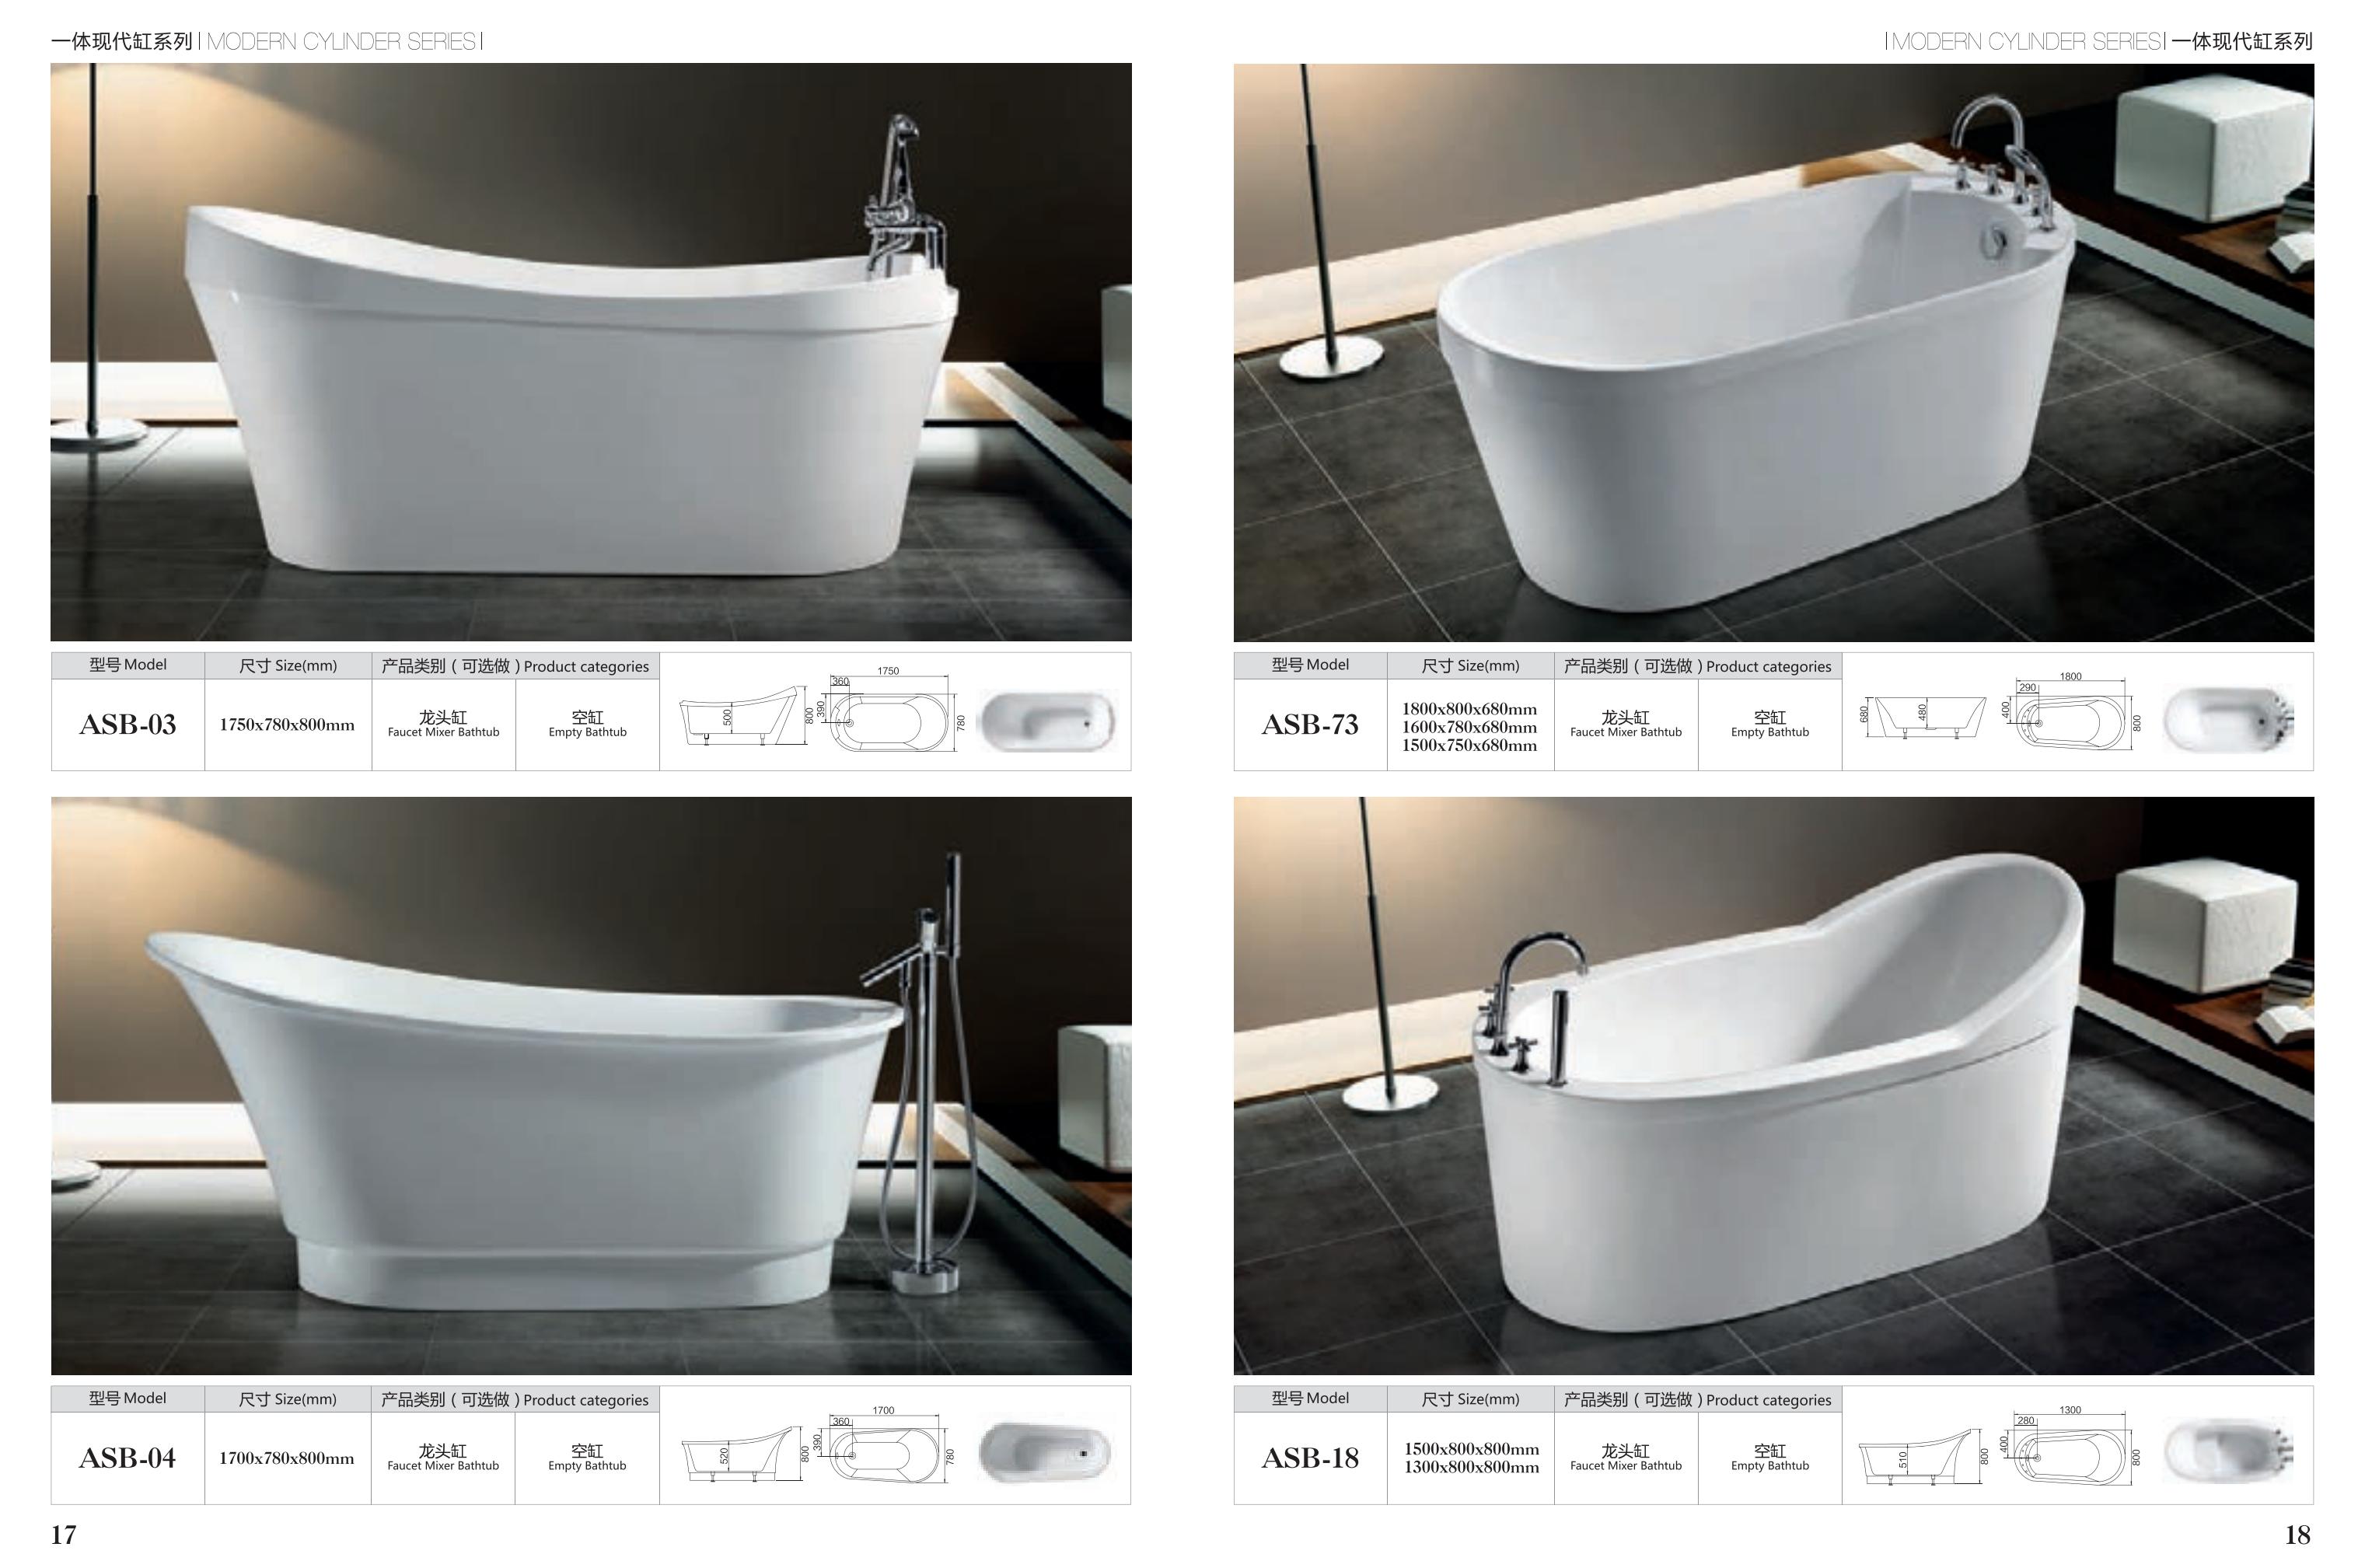 一体现代缸系列 | MODERN CYLINDER SERIES |
型号 Model 尺寸 Size(mm) 产品类别 ( 可选做 ) Product categories
ASB-03
1750x780x800mm
龙头缸
Faucet Mixer Bathtub
空缸
Empty Bathtub
500
800
1750
360
390
780
型号 Model 尺寸 Size(mm) 产品类别 ( 可选做 ) Product categories
ASB-04
1700x780x800mm
龙头缸
Faucet Mixer Bathtub
空缸
Empty Bathtub
520
800
1700
360
390
780
17
| MODERN CYLINDER SERIES | 一体现代缸系列
型号 Model 尺寸 Size(mm) 产品类别 ( 可选做 ) Product categories
ASB-73
1800x800x680mm
1600x780x680mm
1500x750x680mm
龙头缸
Faucet Mixer Bathtub
空缸
Empty Bathtub
680
480
1800
290
400
800
型号 Model 尺寸 Size(mm) 产品类别 ( 可选做 ) Product categories
ASB-18
1500x800x800mm
1300x800x800mm
龙头缸
Faucet Mixer Bathtub
空缸
Empty Bathtub
510
800
1300
280
400
800
18